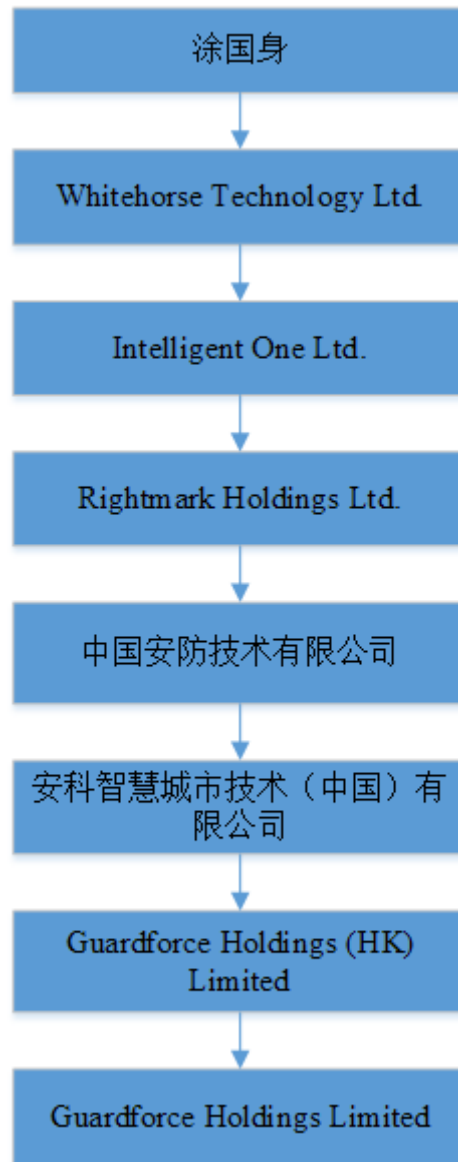 涂国身
Whitehorse Technology Ltd.
Intelligent One Ltd.
Rightmark Holdings Ltd.
中国安防技术有限公司
安科智慧城市技术（中国）有
限公司
Guardforce Holdings (HK)
Limited
Guardforce Holdings Limited